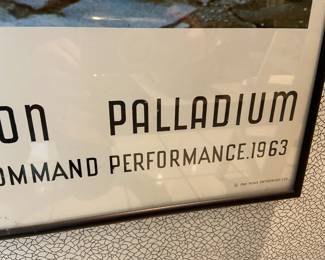 ON PALLADIUM
OMMAND PERFORMANCE.1963